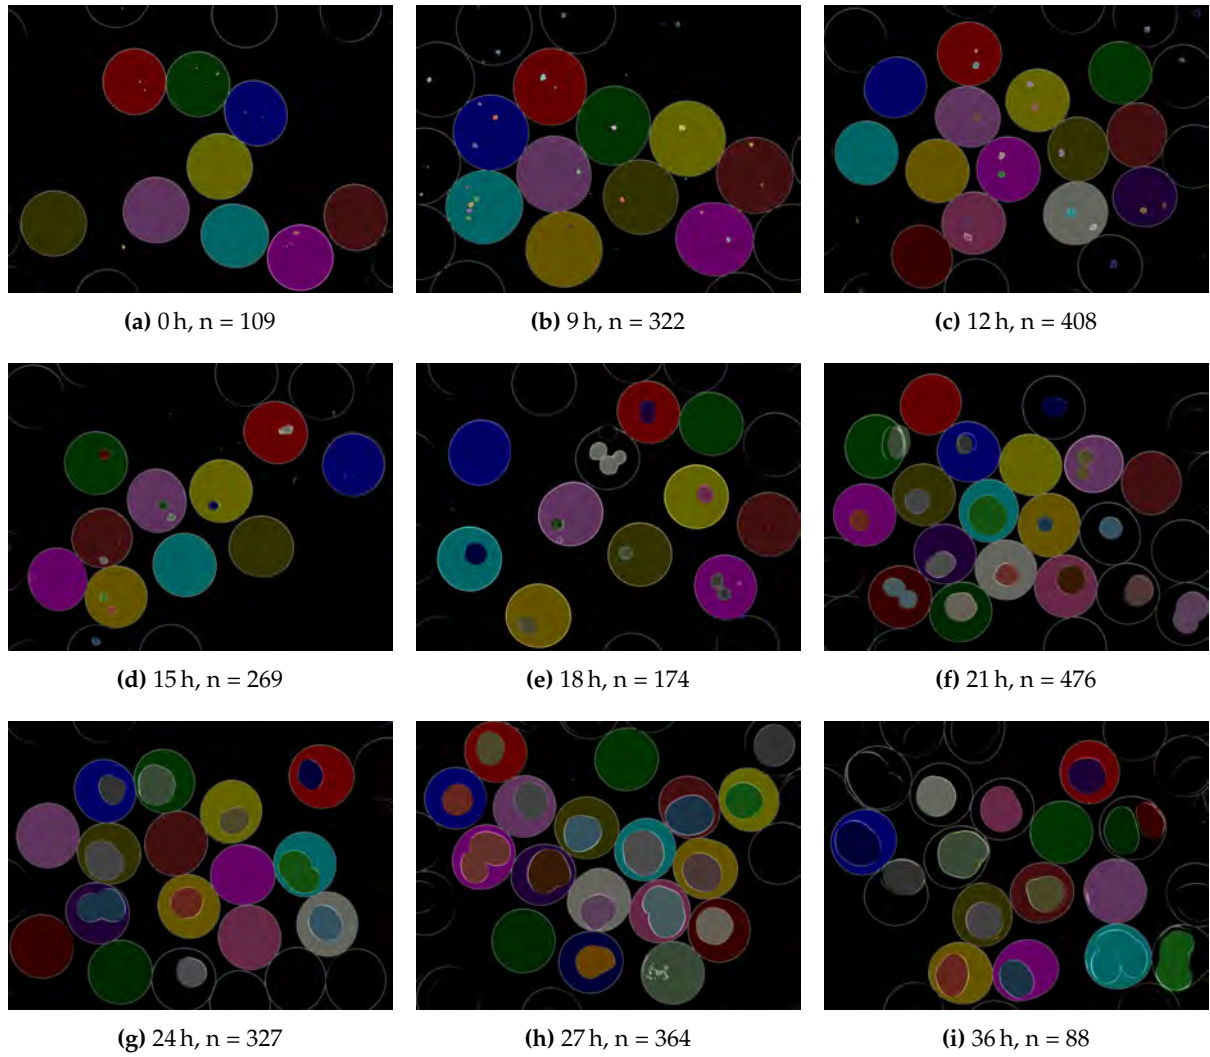 (a) 0 h, n = 109
(b) 9 h, n = 322
(c) 12 h, n = 408
(d) 15 h, n = 269
(e) 18 h, n = 174
(f) 21 h, n = 476
(g) 24 h, n = 327
(h) 27 h, n = 364
(i) 36 h, n = 88